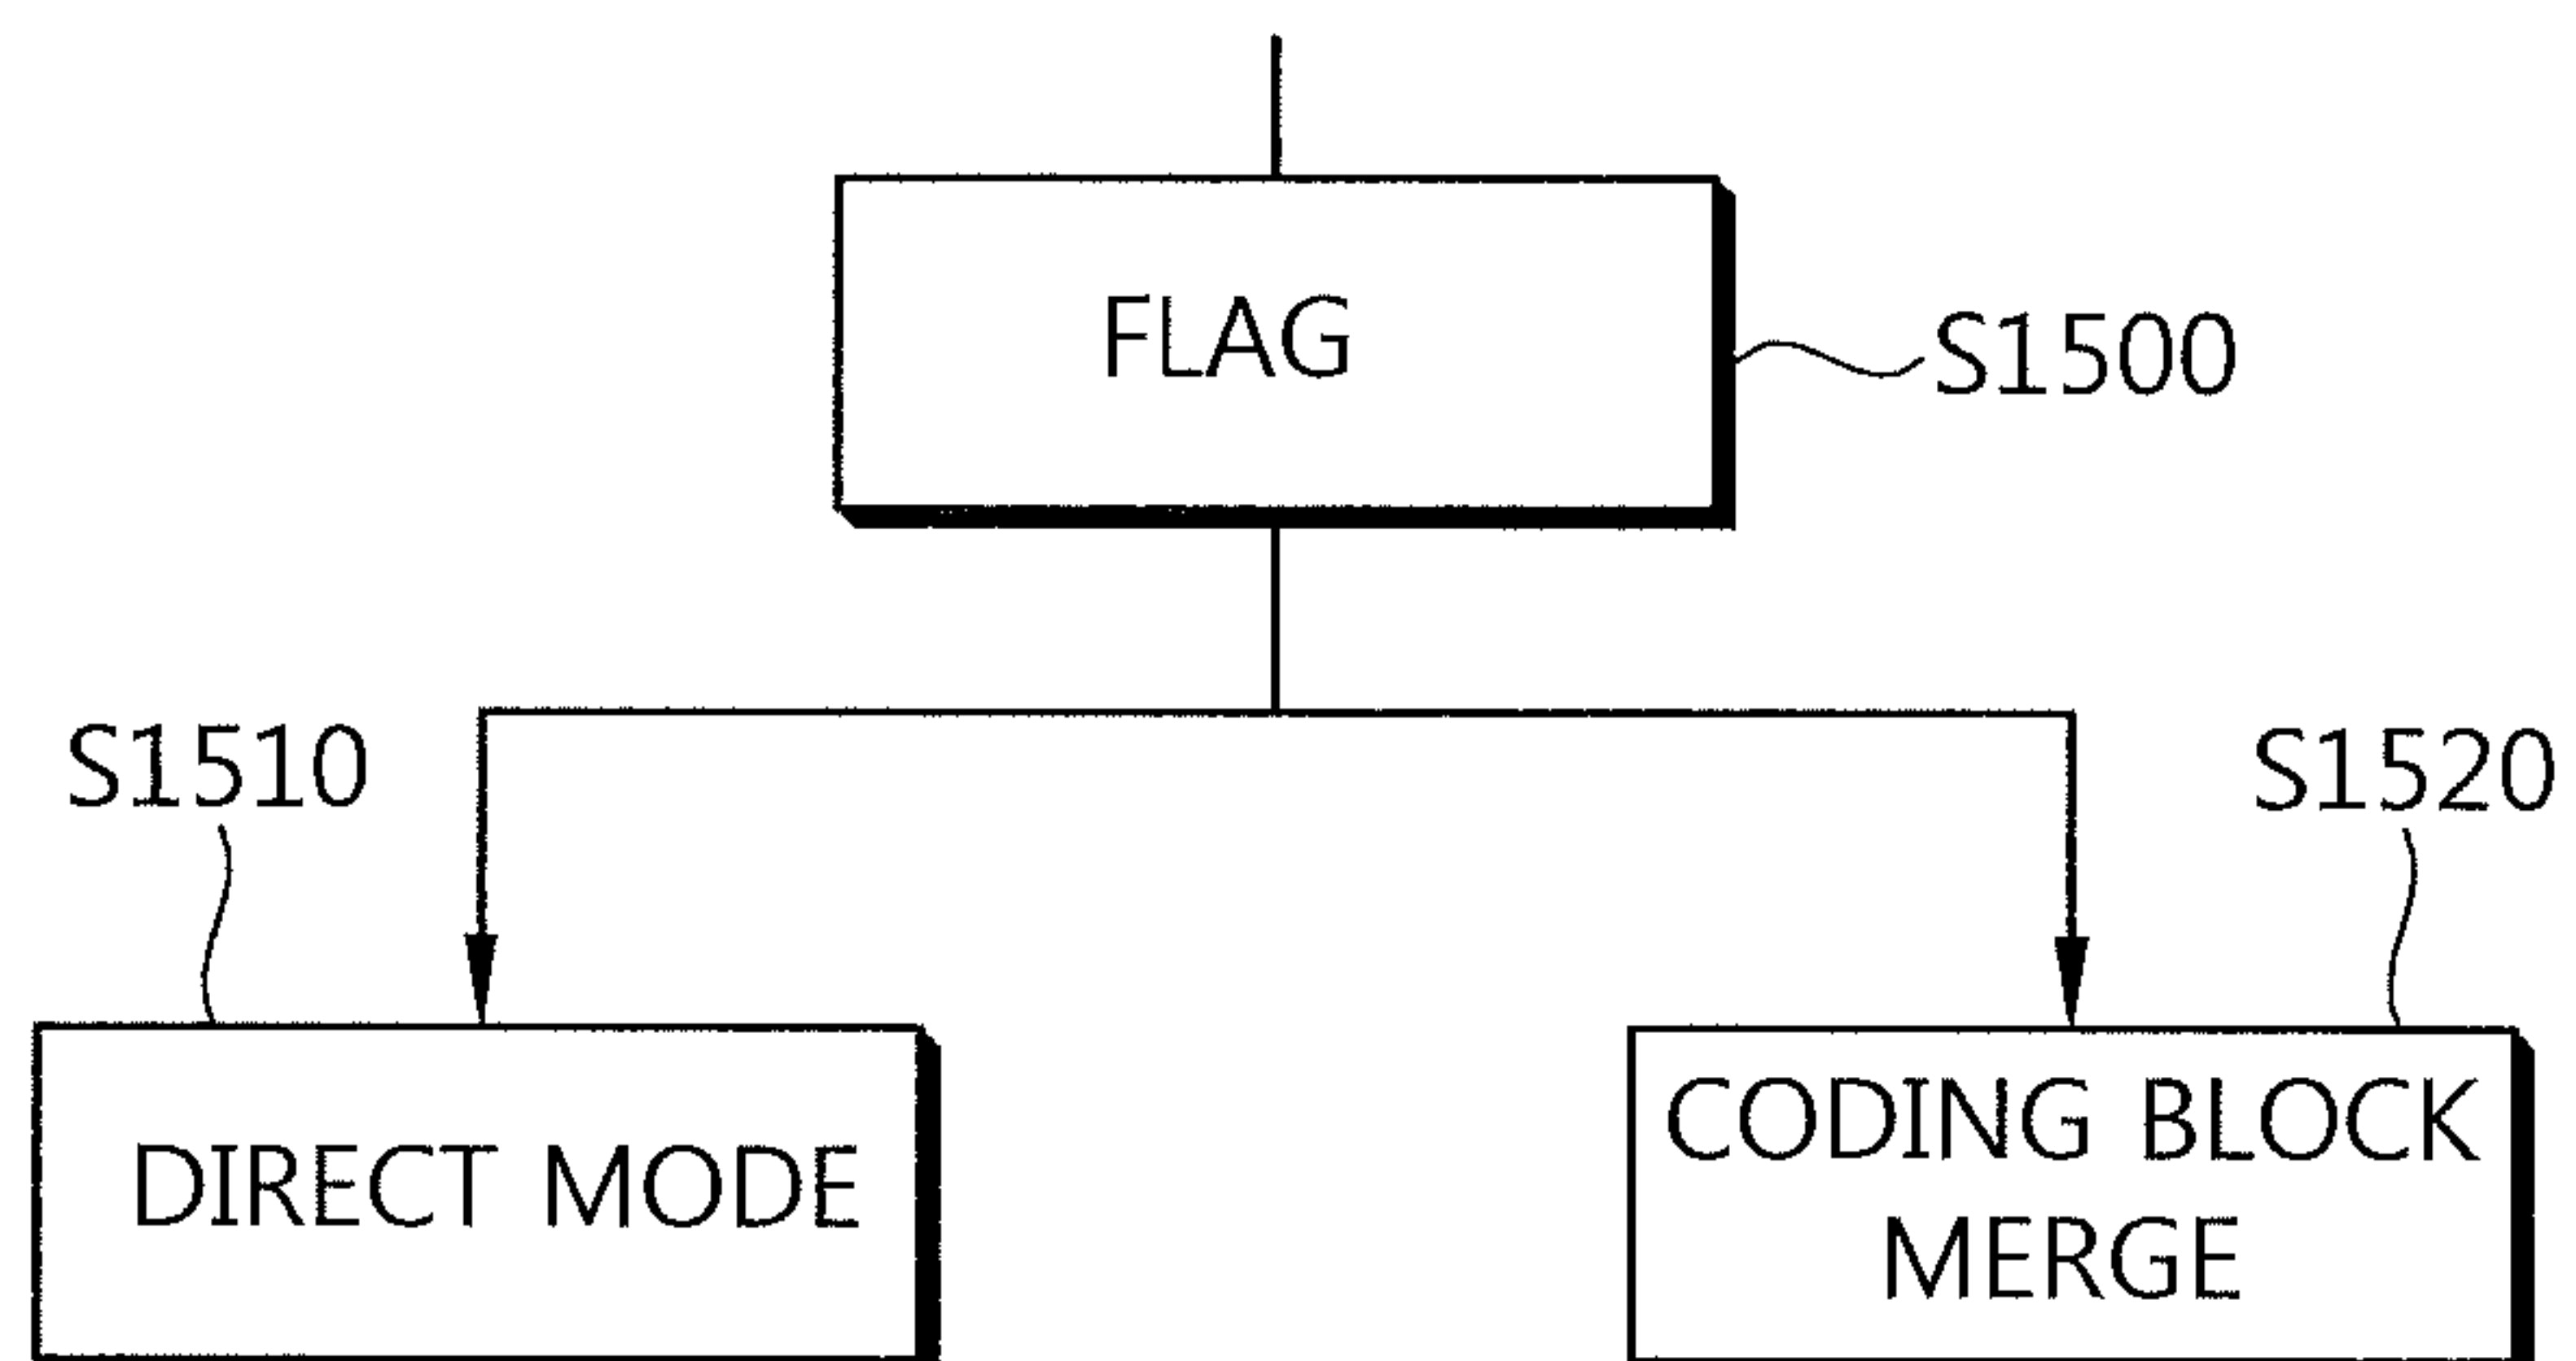 FLAG
S1500
S1510
S1520
DIRECT MODE
CODING BLOCK
MERGE